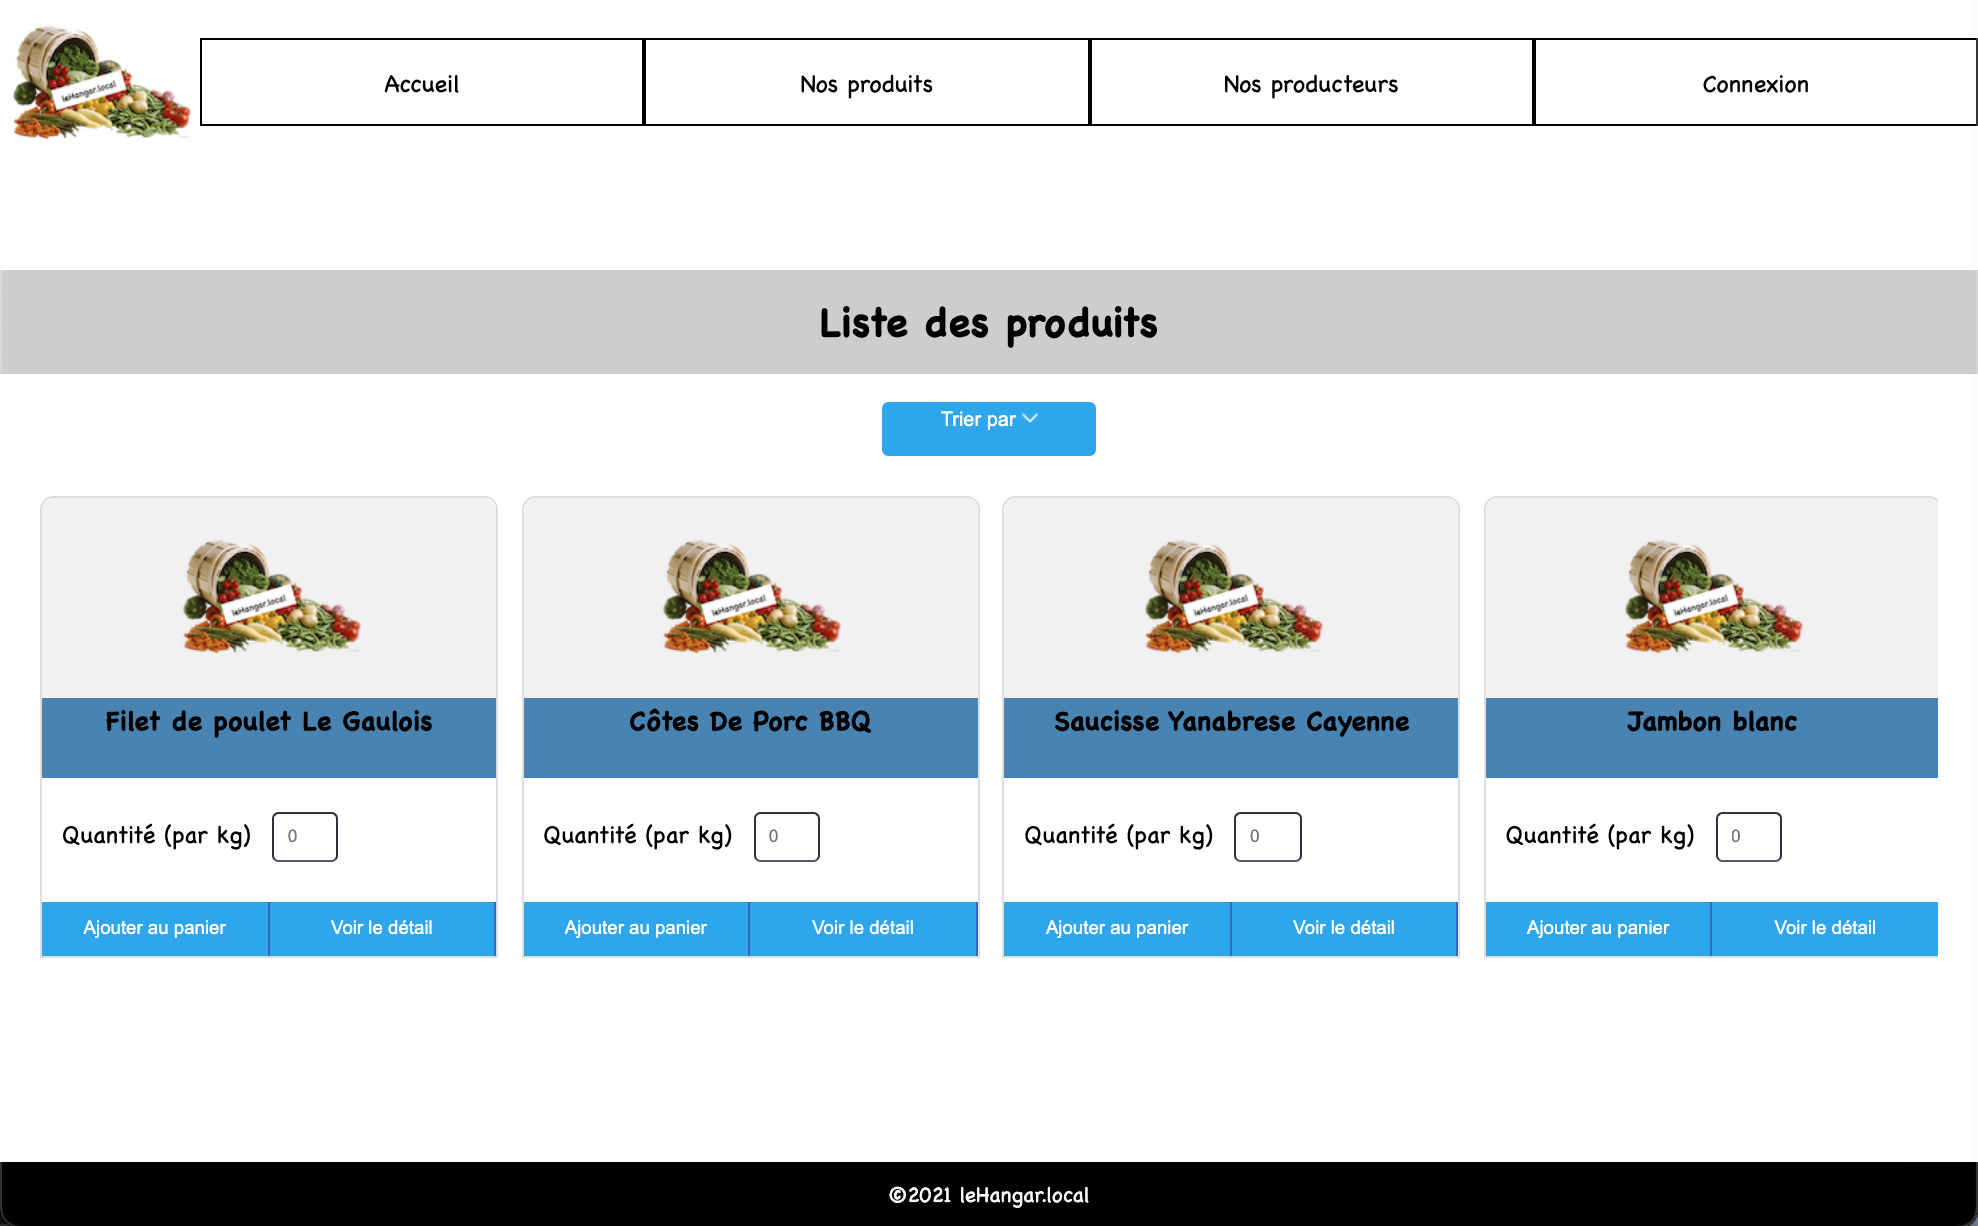 leHangar.local
Accueil
Nos produits
Nos producteurs
Connexion
Liste des produits
Trier par
leHangar.local
leHangar.local
leHangar.local
leHangar.local
Filet de poulet Le Gaulois
Côtes De Porc BBQ
Saucisse Yanabrese Cayenne
Jambon blanc
Quantité (par kg) 0
Quantité (par kg) 0
Quantité (par kg) 0
Quantité (par kg) 0
Ajouter au panier
Voir le détail
Ajouter au panier
Voir le détail
Ajouter au panier
Voir le détail
Ajouter au panier
Voir le détail
©2021 leHangar.local